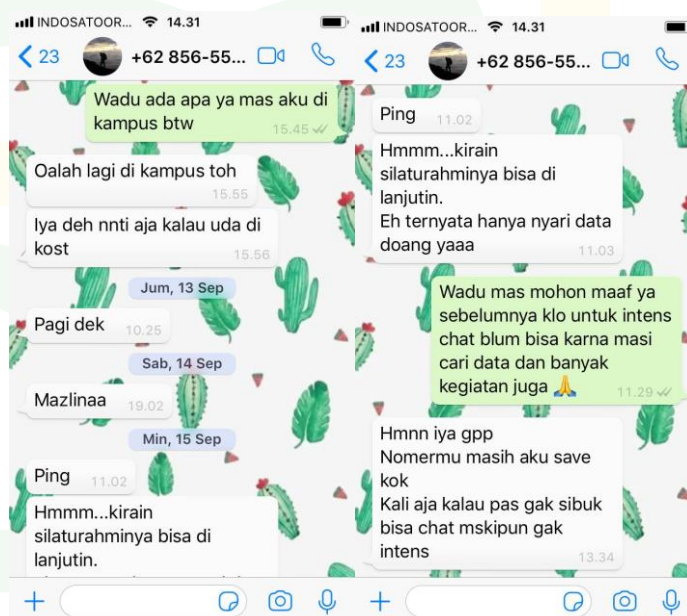 INDOSATOOR... 14.31
23 +62 856-55...
Wadu ada apa ya mas aku di
kampus btw
15.45
Oalah lagi di kampus toh
15.55
Iya deh nnti aja kalau uda di
kost
15.56
Jum, 13 Sep
Pagi dek 10.25
Sab, 14 Sep
Mazlinaa 19.02
Min, 15 Sep
Ping 11.02
Hmmm...kirain
silaturahminya bisa di
lanjutin.
INDOSATOOR... 14.31
23 +62 856-55...
Ping 11.02
Hmmm...kirain
silaturahminya bisa di
lanjutin.
Eh ternyata hanya nyari data
doang yaaa
11.03
Wadu mas mohon maaf ya
sebelumnya klo untuk intens
chat blum bisa karna masi
cari data dan banyak
kegiatan juga 🙏
11.29
Hmnn iya gpp
Nomermu masih aku save
kok
Kali aja kalau pas gak sibuk
bisa chat mskipun gak
intens
13.34